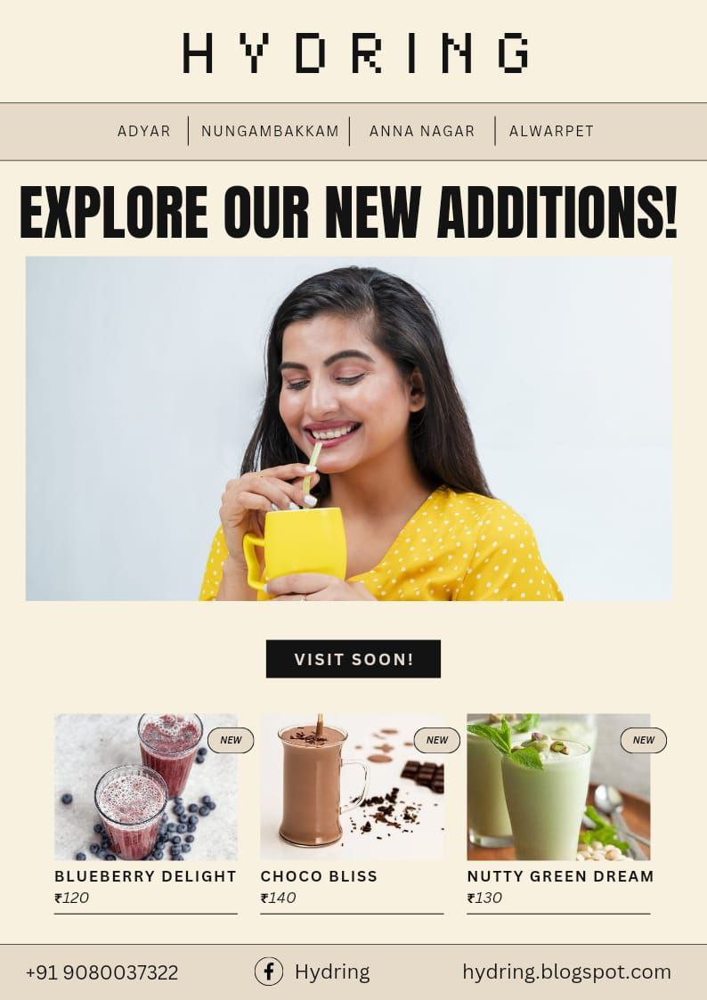 HYDRING
ADYAR | NUNGAMBAKKAM | ANNA NAGAR | ALWARPET
EXPLORE OUR NEW ADDITIONS!
VISIT SOON!
NEW NEW NEW
BLUEBERRY DELIGHT CHOCO BLISS NUTTY GREEN DREAM
₹120 ₹140 ₹130
+91 9080037322 Hydring hydring.blogspot.com